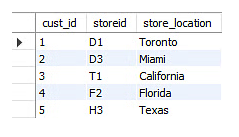 cust_id storeid store_location
1 D1 Toronto
2 D3 Miami
3 T1 California
4 F2 Florida
5 H3 Texas